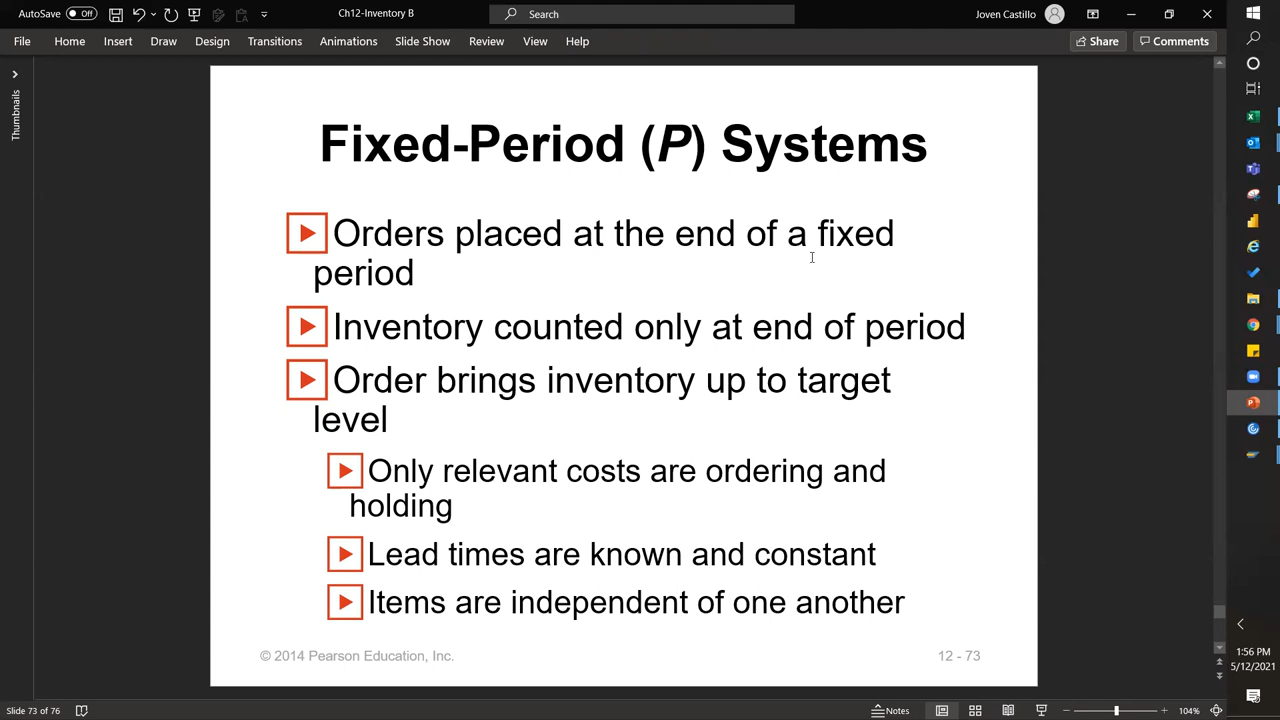 AutoSave Off Ch12-Inventory B Search Joven Castillo
File Home Insert Draw Design Transitions Animations Slide Show Review View Help Share Comments
Thumbnails
Fixed-Period (P) Systems
Orders placed at the end of a fixed
period
Inventory counted only at end of period
Order brings inventory up to target
level
Only relevant costs are ordering and
holding
Lead times are known and constant
Items are independent of one another
© 2014 Pearson Education, Inc. 12 - 73
1:56 PM
5/12/2021
Slide 73 of 76 Notes 104%